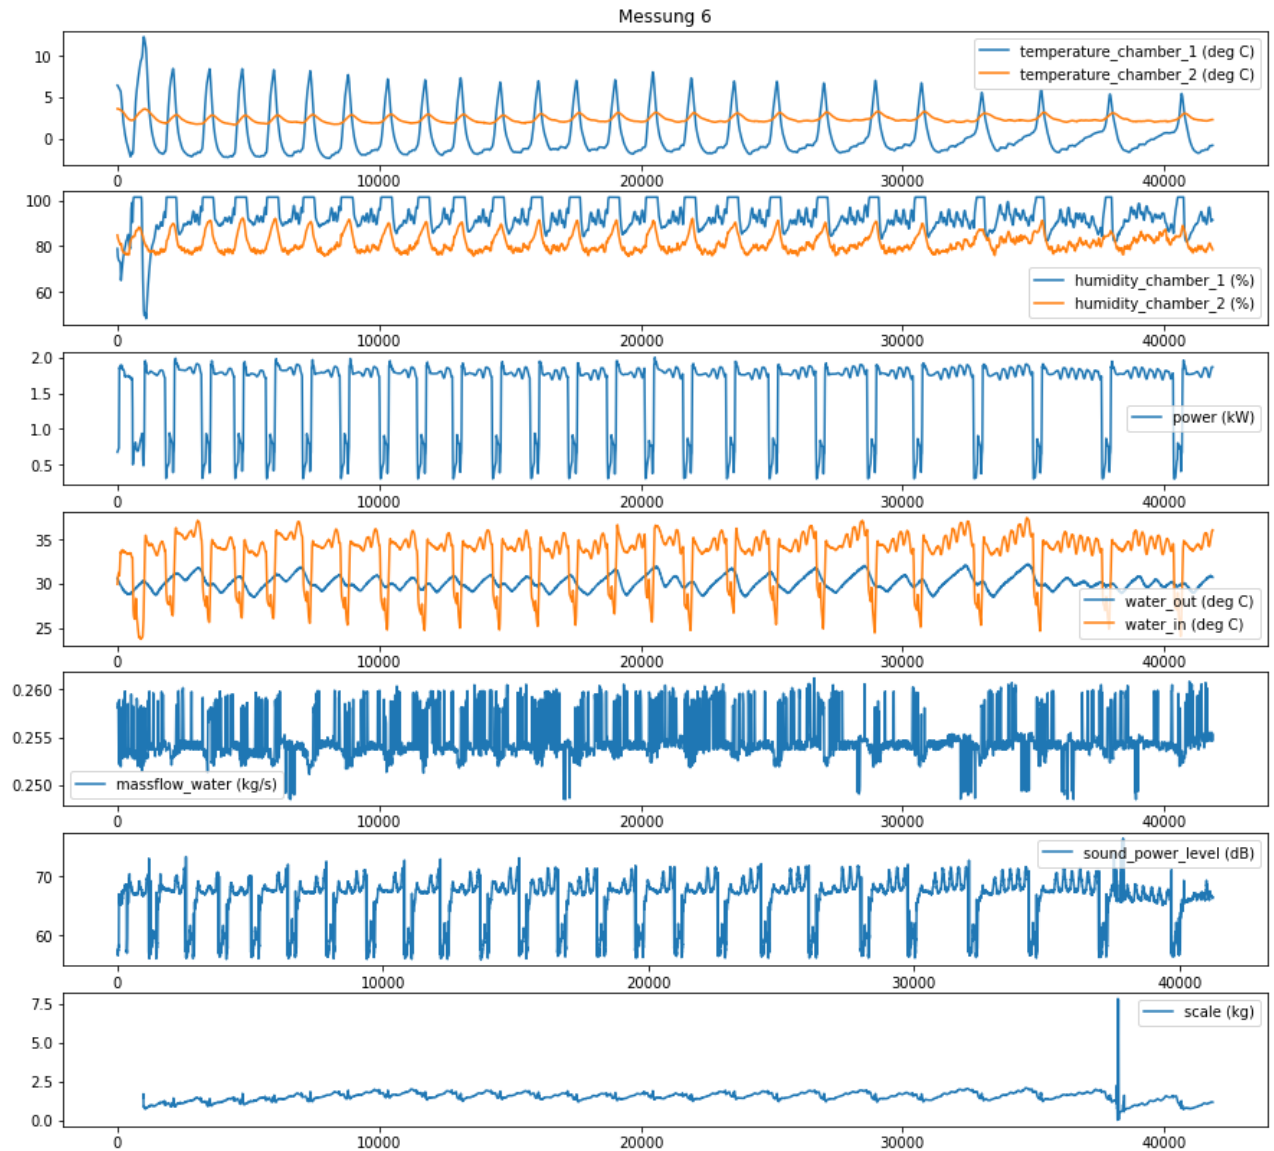 Messung 6
10
5
0
temperature_chamber_1 (deg C)
temperature_chamber_2 (deg C)
0 10000 20000 30000 40000
100
80
60
humidity_chamber_1 (%)
humidity_chamber_2 (%)
0 10000 20000 30000 40000
2.0
1.5
1.0
0.5
power (kW)
0 10000 20000 30000 40000
35
30
25
water_out (deg C)
water_in (deg C)
0 10000 20000 30000 40000
0.260
0.255
0.250
massflow_water (kg/s)
0 10000 20000 30000 40000
70
60
sound_power_level (dB)
0 10000 20000 30000 40000
7.5
5.0
2.5
0.0
scale (kg)
0 10000 20000 30000 40000